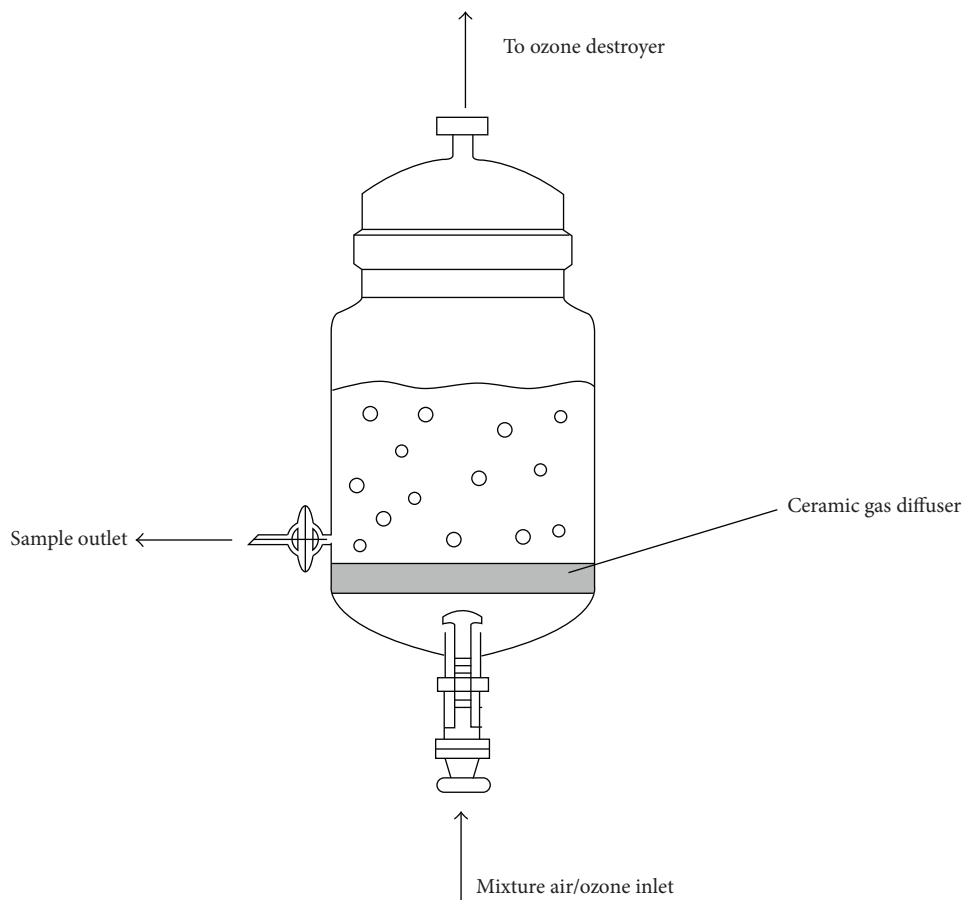 To ozone destroyer
Ceramic gas diffuser
Sample outlet
Mixture air/ozone inlet